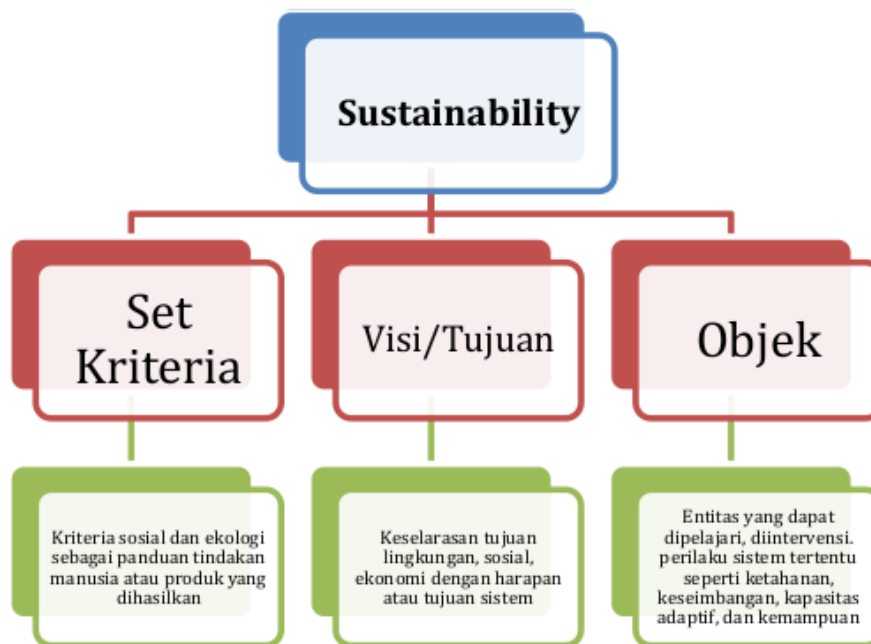 Sustainability
Set
Kriteria
Visi/Tujuan
Objek
Kriteria sosial dan ekologi
sebagai panduan tindakan
manusia atau produk yang
dihasilkan
Keselarasan tujuan
lingkungan, sosial,
ekonomi dengan harapan
atau tujuan sistem
Entitas yang dapat
dipelajari, diintervensi.
perilaku sistem tertentu
seperti ketahanan,
keseimbangan, kapasitas
adaptif, dan kemampuan